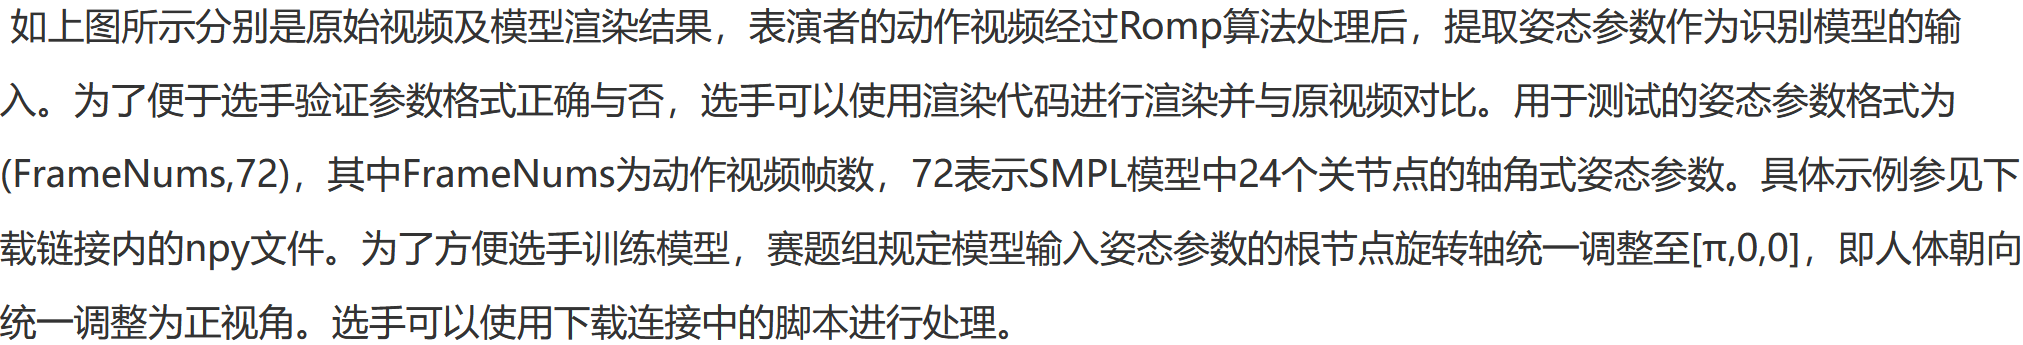 如上图所示分别是原始视频及模型渲染结果，表演者的动作视频经过Romp算法处理后，提取姿态参数作为识别模型的输
入。为了便于选手验证参数格式正确与否，选手可以使用渲染代码进行渲染并与原视频对比。用于测试的姿态参数格式为
(FrameNums,72)，其中FrameNums为动作视频帧数，72表示SMPL模型中24个关节点的轴角式姿态参数。具体示例参见下
载链接内的npy文件。为了方便选手训练模型，赛题组规定模型输入姿态参数的根节点旋转轴统一调整至[π,0,0]，即人体朝向
统一调整为正视角。选手可以使用下载连接中的脚本进行处理。